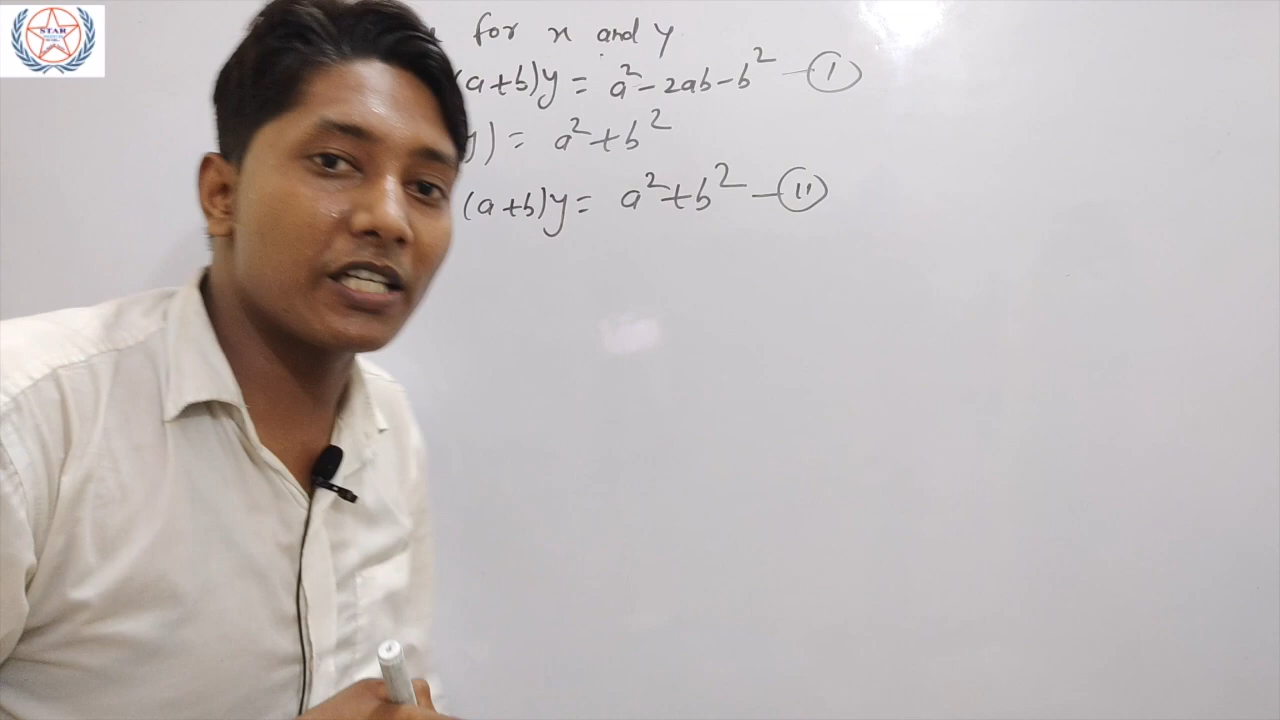 STAR
for x and y
(a+b)y = a²-2ab-b² - I
y) = a²+b²
(a+b)y = a²+b² - II